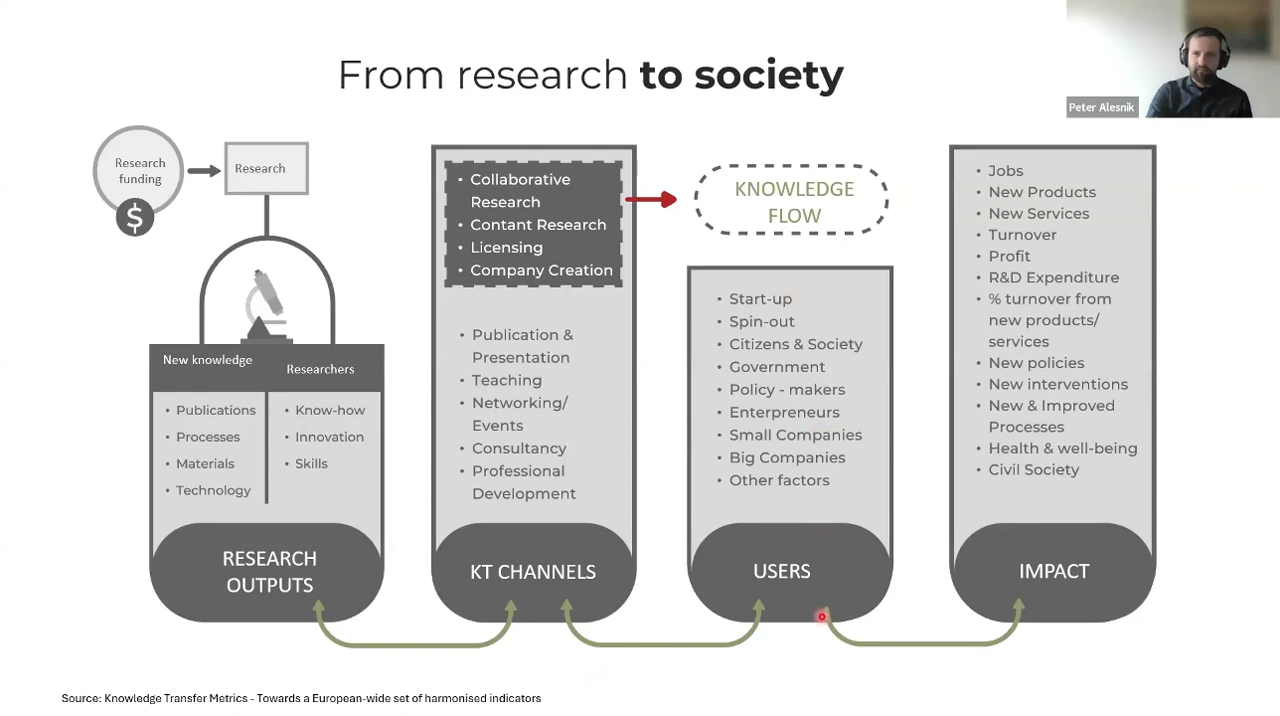 From research to society
Peter Alesnik
Research
funding
$
Research
New knowledge
Researchers
• Publications
• Processes
• Materials
• Technology
• Know-how
• Innovation
• Skills
RESEARCH
OUTPUTS
• Collaborative
Research
• Contant Research
• Licensing
• Company Creation
• Publication &
Presentation
• Teaching
• Networking/
Events
• Consultancy
• Professional
Development
KT CHANNELS
KNOWLEDGE
FLOW
• Start-up
• Spin-out
• Citizens & Society
• Government
• Policy - makers
• Enterpreneurs
• Small Companies
• Big Companies
• Other factors
USERS
• Jobs
• New Products
• New Services
• Turnover
• Profit
• R&D Expenditure
• % turnover from
new products/
services
• New policies
• New interventions
• New & Improved
Processes
• Health & well-being
• Civil Society
IMPACT
Source: Knowledge Transfer Metrics - Towards a European-wide set of harmonised indicators